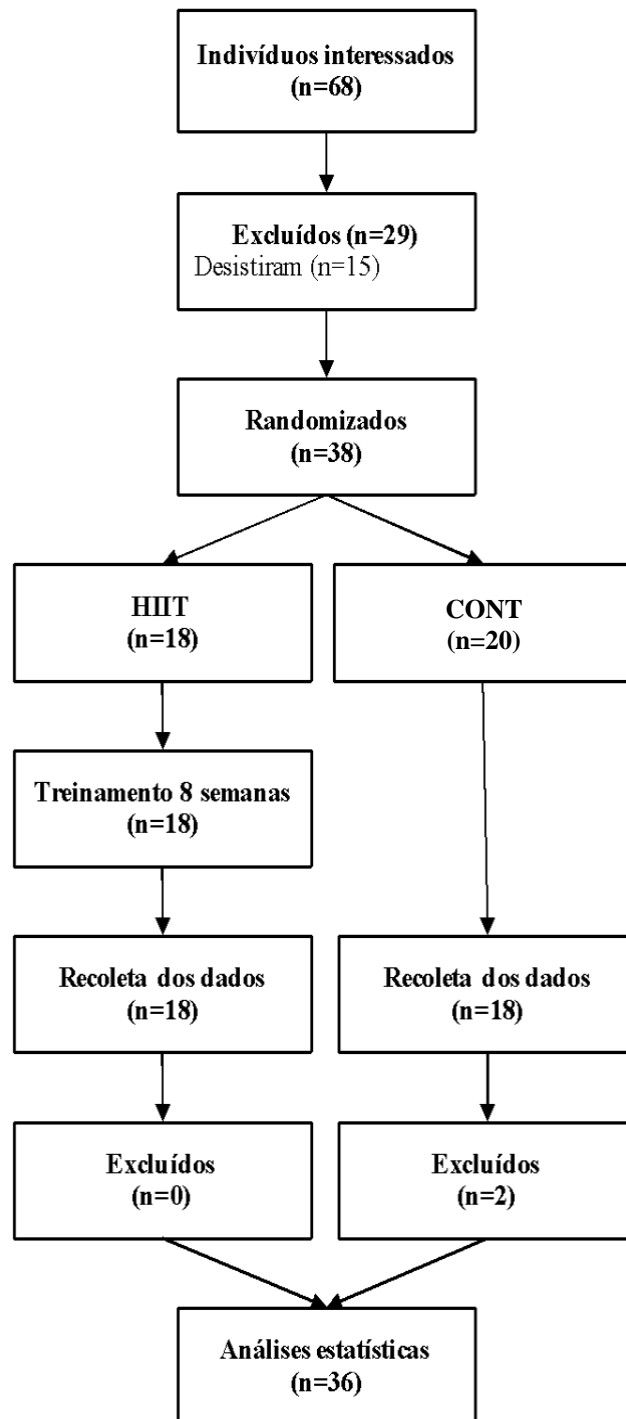 Indivíduos interessados
(n=68)
Excluídos (n=29)
Desistiram (n=15)
Randomizados
(n=38)
HIIT
(n=18)
CONT
(n=20)
Treinamento 8 semanas
(n=18)
Recoleta dos dados
(n=18)
Recoleta dos dados
(n=18)
Excluídos
(n=0)
Excluídos
(n=2)
Análises estatísticas
(n=36)